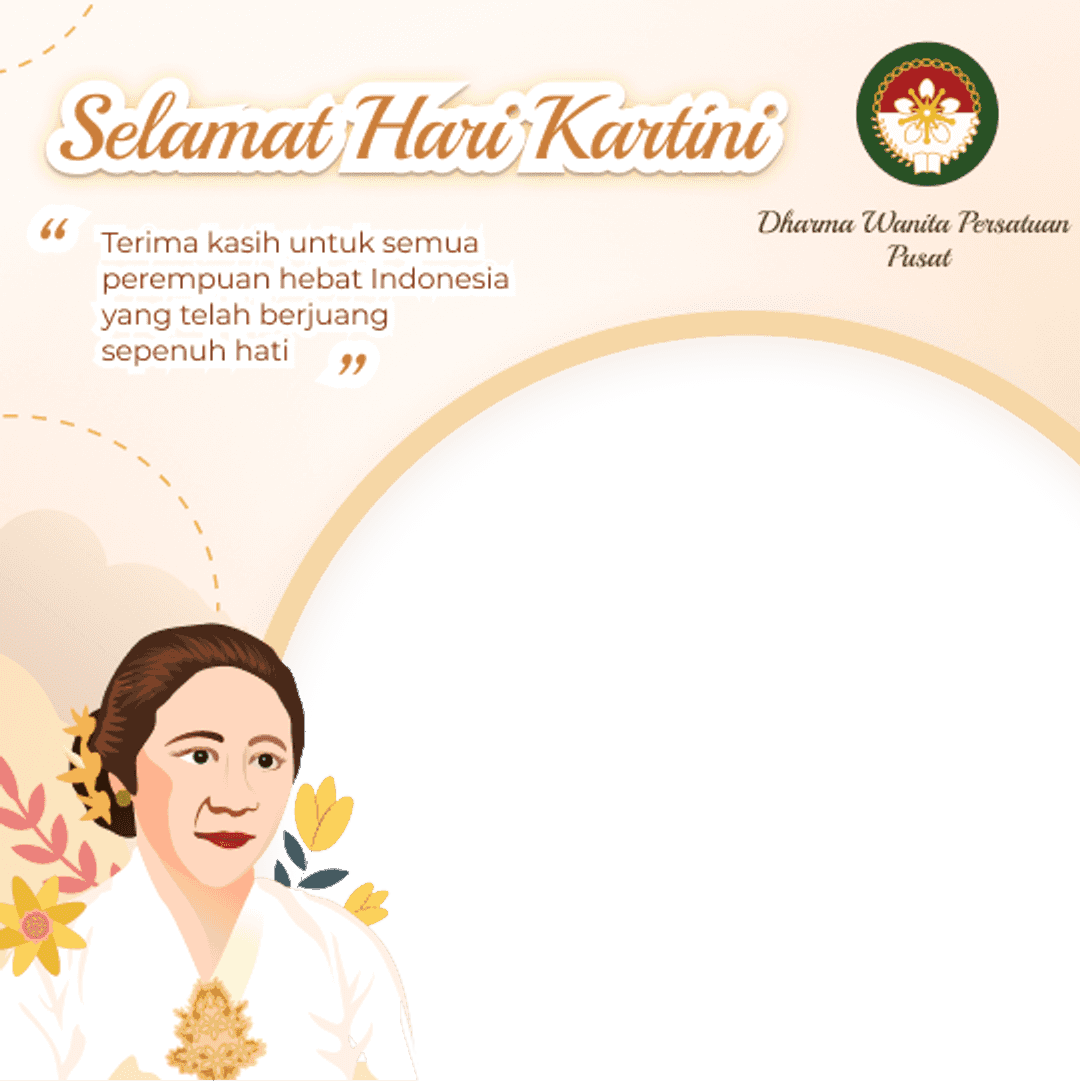 Selamat Hari Kartini
Dharma Wanita Persatuan
Pusat
“ Terima kasih untuk semua
perempuan hebat Indonesia
yang telah berjuang
sepenuh hati ”